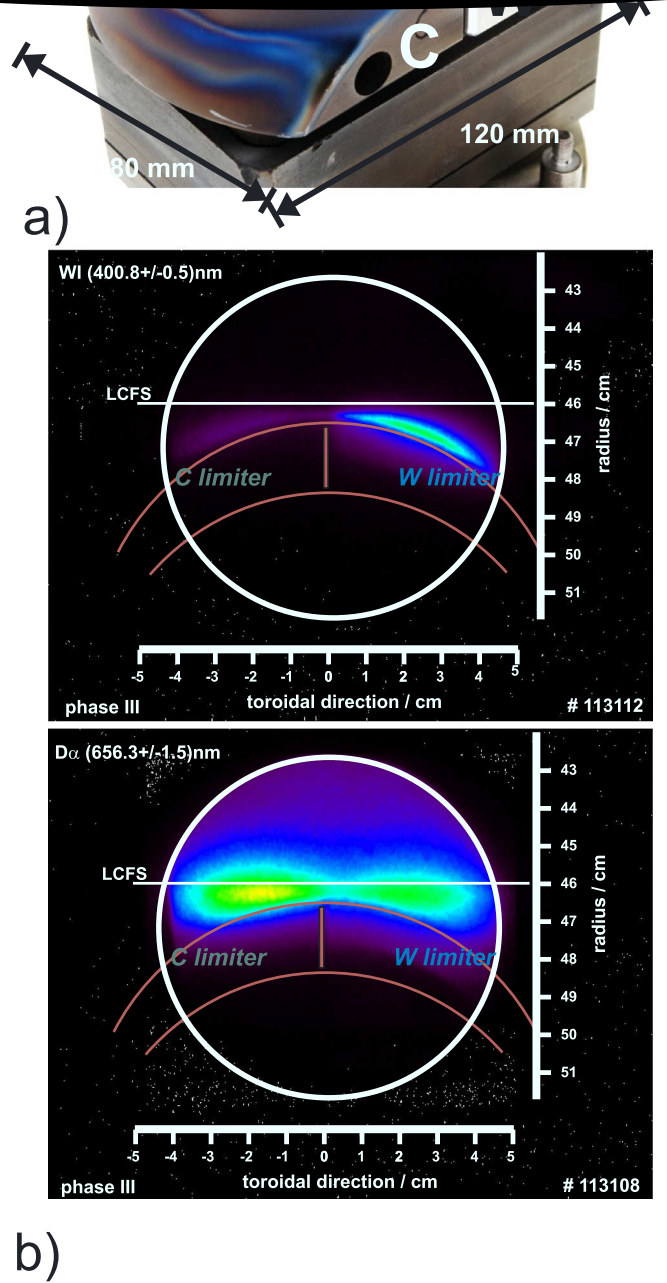 C
120 mm
80 mm
a)
WI (400.8+/-0.5)nm
43
44
45
LCFS
46
radius / cm
47
C limiter
W limiter
48
49
50
51
-5 -4 -3 -2 -1 0 1 2 3 4 5
toroidal direction / cm
phase III
# 113112
Dα (656.3+/-1.5)nm
43
44
45
LCFS
46
radius / cm
47
C limiter
W limiter
48
49
50
51
-5 -4 -3 -2 -1 0 1 2 3 4 5
toroidal direction / cm
phase III
# 113108
b)